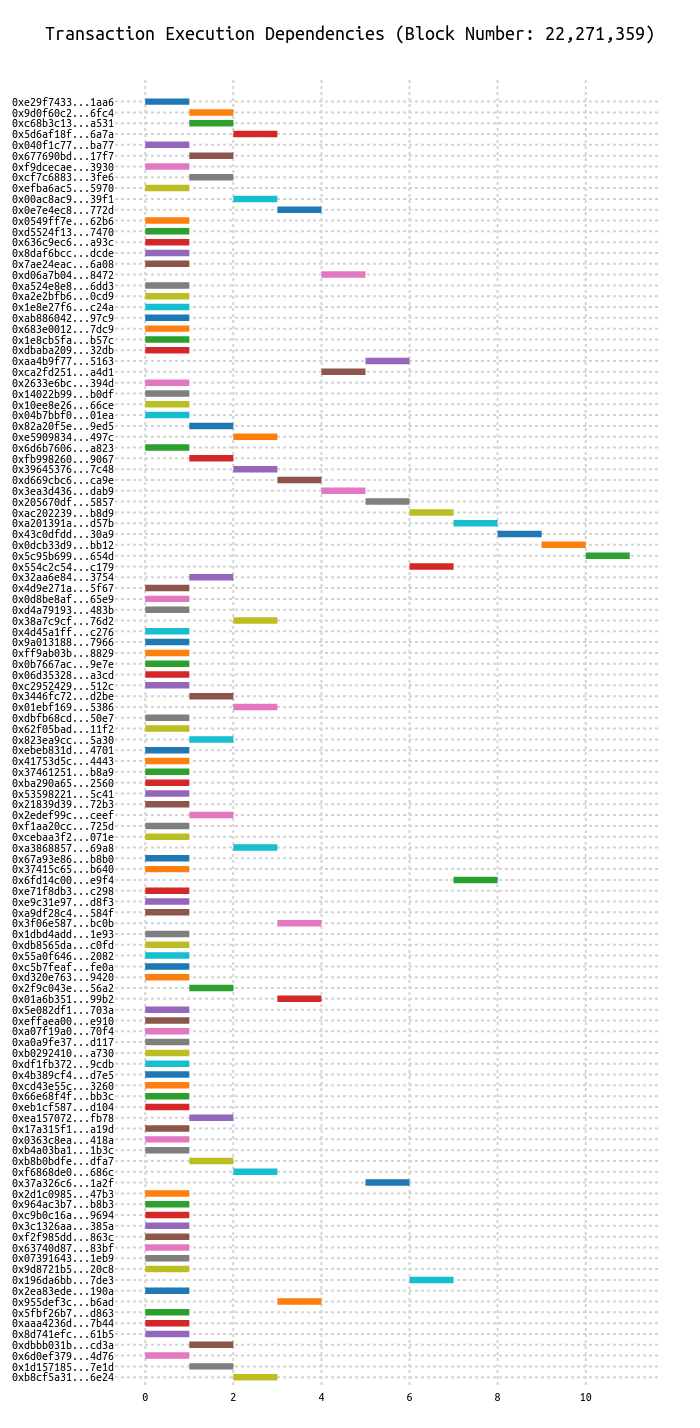 Transaction Execution Dependencies (Block Number: 22,271,359)
0xe29f7433...1aa6
0x9d0f60c2...6fc4
0xc68b3c13...a531
0x5d6af18f...6a7a
0x040f1c77...ba77
0x677690bd...17f7
0xf9dcecae...3930
0xcf7c6883...3fe6
0xefba6ac5...5970
0x00ac8ac9...39f1
0x0e7e4ec8...772d
0x0549ff7e...62b6
0xd5524f13...7470
0x636c9ec6...a93c
0x8daf6bcc...dcde
0x7ae24eac...6a08
0xd06a7b04...8472
0xa524e8e8...6dd3
0xa2e2bfb6...0cd9
0x1e8e27f6...c24a
0xab886042...97c9
0x683e0012...7dc9
0x1e8cb5fa...b57c
0xdbaba209...32db
0xaa4b9f77...5163
0xca2fd251...a4d1
0x2633e6bc...394d
0x14022b99...b0df
0x10ee8e26...66ce
0x04b7bbf0...01ea
0x82a20f5e...9ed5
0xe5909834...497c
0x6d6b7606...a823
0xfb998260...9067
0x39645376...7c48
0xd669cbc6...ca9e
0x3ea3d436...dab9
0x205670df...5857
0xac202239...b8d9
0xa201391a...d57b
0x43c0dfdd...30a9
0x0dcb33d9...bb12
0x5c95b699...654d
0x554c2c54...c179
0x32aa6e84...3754
0x4d9e271a...5f67
0x0d8be8af...65e9
0xd4a79193...483b
0x38a7c9cf...76d2
0x4d45a1ff...c276
0x9a013188...7966
0xff9ab03b...8829
0x0b7667ac...9e7e
0x06d35328...a3cd
0xc2952429...512c
0x3446fc72...d2be
0x01ebf169...5386
0xdbfb68cd...50e7
0x62f05bad...11f2
0x823ea9cc...5a30
0xebeb831d...4701
0x41753d5c...4443
0x37461251...b8a9
0xba290a65...2560
0x53598221...5c41
0x21839d39...72b3
0x2edef99c...ceef
0xf1aa20cc...725d
0xcebaa3f2...071e
0xa3868857...69a8
0x67a93e86...b8b0
0x37415c65...b640
0x6fd14c00...e9f4
0xe71f8db3...c298
0xe9c31e97...d8f3
0xa9df28c4...584f
0x3f06e587...bc0b
0x1dbd4add...1e93
0xdb8565da...c0fd
0x55a0f646...2082
0xc5b7feaf...fe0a
0xd320e763...9420
0x2f9c043e...56a2
0x01a6b351...99b2
0x5e082df1...703a
0xeffaea00...e910
0xa07f19a0...70f4
0xa0a9fe37...d117
0xb0292410...a730
0xdf1fb372...9cdb
0x4b389cf4...d7e5
0xcd43e55c...3260
0x66e68f4f...bb3c
0xeb1cf587...d104
0xea157072...fb78
0x17a315f1...a19d
0x0363c8ea...418a
0xb4a03ba1...1b3c
0xb8b0bdfe...dfa7
0xf6868de0...686c
0x37a326c6...1a2f
0x2d1c0985...47b3
0x964ac3b7...b8b3
0xc9b0c16a...9694
0x3c1326aa...385a
0xf2f985dd...863c
0x63740d87...83bf
0x07391643...1eb9
0x9d8721b5...20c8
0x196da6bb...7de3
0x2ea83ede...190a
0x955def3c...b6ad
0x5fbf26b7...d863
0xaaa4236d...7b44
0x8d741efc...61b5
0xdbbb031b...cd3a
0x6d0ef379...4d76
0x1d157185...7e1d
0xb8cf5a31...6e24
0 2 4 6 8 10